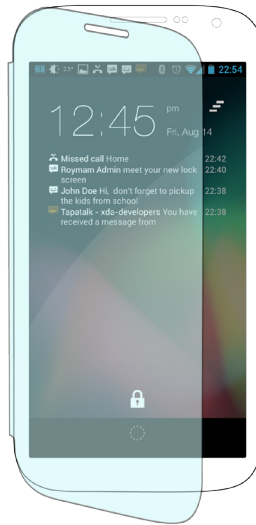 23° 22:54
12:45 pm
Fri, Aug 14
Missed call Home 22:42
Roymam Admin meet your new lock 22:40
screen
John Doe Hi, don't forget to pickup 22:38
the kids from school
Tapatalk - xda-developers You have 22:38
received a message from